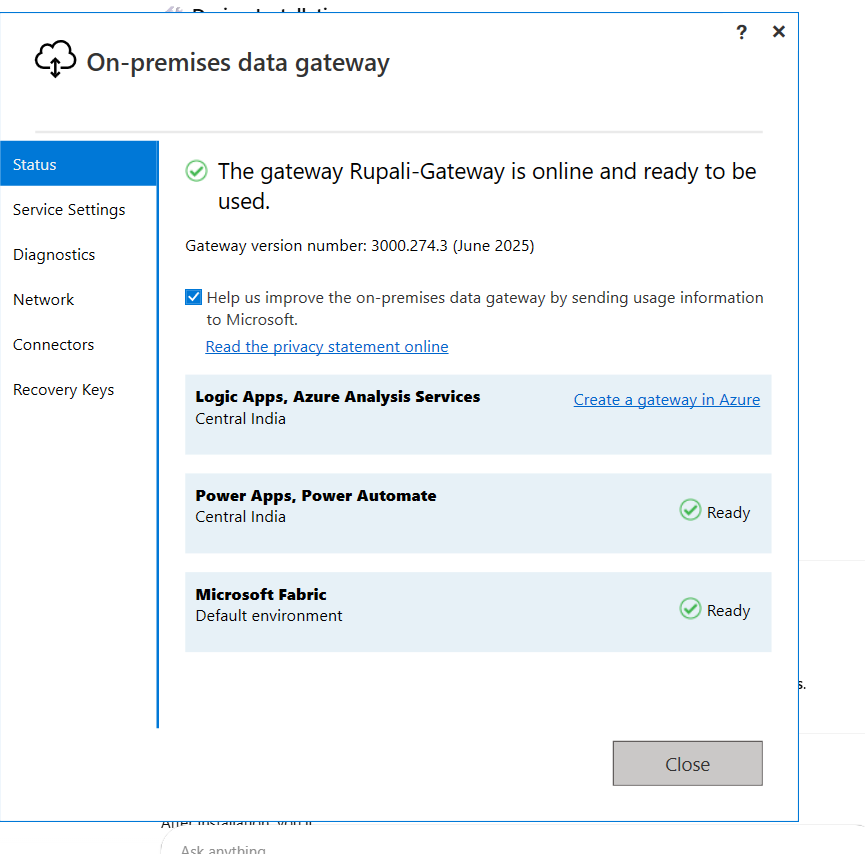 ? ×
On-premises data gateway
Status
Service Settings
Diagnostics
Network
Connectors
Recovery Keys
The gateway Rupali-Gateway is online and ready to be
used.
Gateway version number: 3000.274.3 (June 2025)
Help us improve the on-premises data gateway by sending usage information
to Microsoft.
Read the privacy statement online
Logic Apps, Azure Analysis Services
Create a gateway in Azure
Central India
Power Apps, Power Automate
Central India
Ready
Microsoft Fabric
Default environment
Ready
s.
Close
After installation, you'll
Ask anything